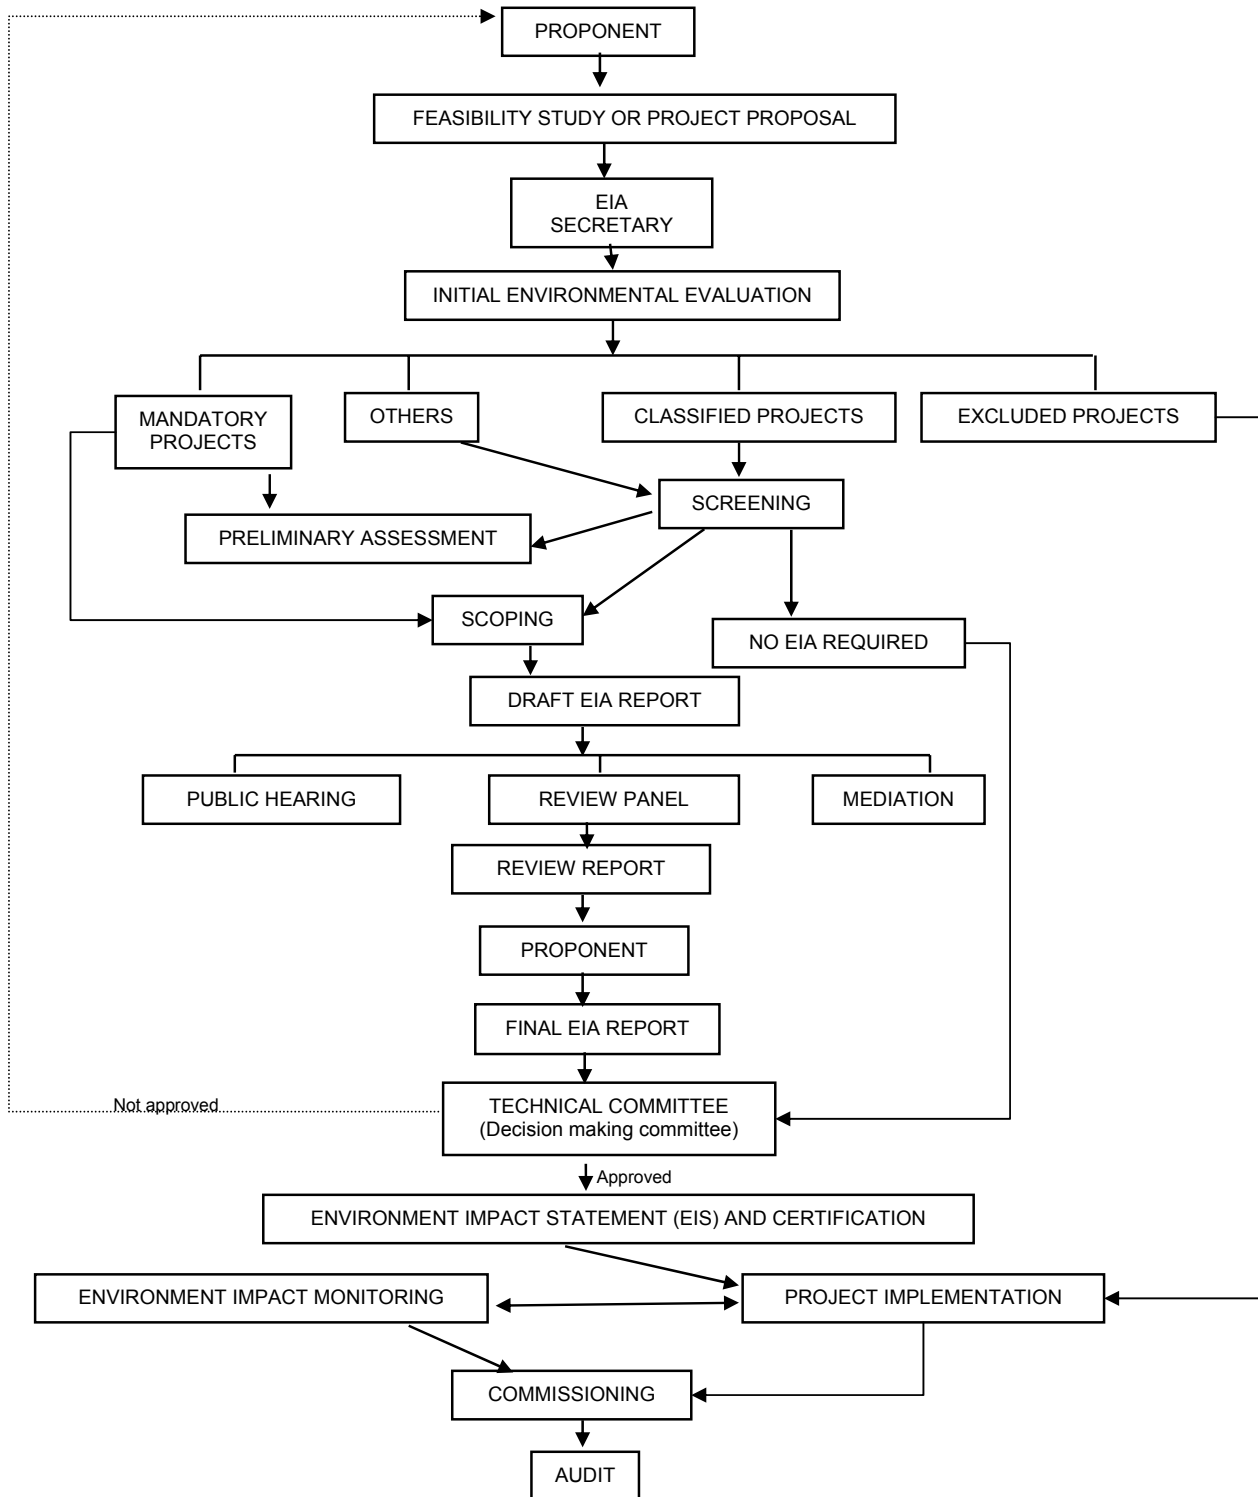 PROPONENT
FEASIBILITY STUDY OR PROJECT PROPOSAL
EIA
SECRETARY
INITIAL ENVIRONMENTAL EVALUATION
MANDATORY
PROJECTS
OTHERS
CLASSIFIED PROJECTS
EXCLUDED PROJECTS
SCREENING
PRELIMINARY ASSESSMENT
SCOPING
NO EIA REQUIRED
DRAFT EIA REPORT
PUBLIC HEARING
REVIEW PANEL
MEDIATION
REVIEW REPORT
PROPONENT
FINAL EIA REPORT
Not approved
TECHNICAL COMMITTEE
(Decision making committee)
Approved
ENVIRONMENT IMPACT STATEMENT (EIS) AND CERTIFICATION
ENVIRONMENT IMPACT MONITORING
PROJECT IMPLEMENTATION
COMMISSIONING
AUDIT